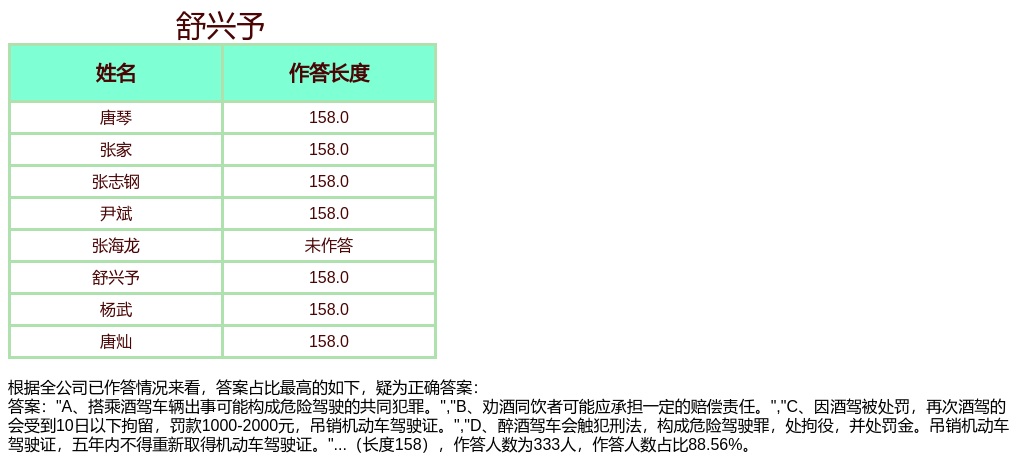 舒兴予
姓名 作答长度
唐琴 158.0
张家 158.0
张志钢 158.0
尹斌 158.0
张海龙 未作答
舒兴予 158.0
杨武 158.0
唐灿 158.0
根据全公司已作答情况来看，答案占比最高的如下，疑为正确答案：
答案："A、搭乘酒驾车辆出事可能构成危险驾驶的共同犯罪。","B、劝酒同饮者可能应承担一定的赔偿责任。","C、因酒驾被处罚，再次酒驾的
会受到10日以下拘留，罚款1000-2000元，吊销机动车驾驶证。","D、醉酒驾车会触犯刑法，构成危险驾驶罪，处拘役，并处罚金。吊销机动车
驾驶证，五年内不得重新取得机动车驾驶证。"...（长度158），作答人数为333人，作答人数占比88.56%。